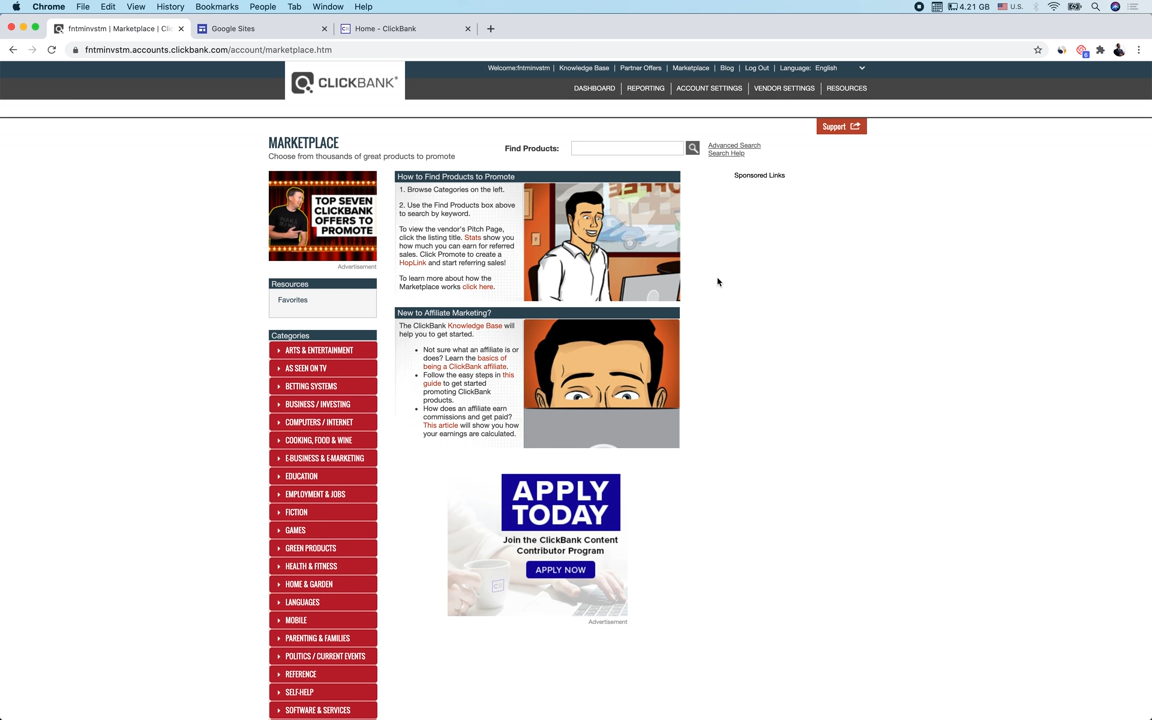 Chrome File Edit View History Bookmarks People Tab Window Help
4.21 GB U.S.
fntminvstm | Marketplace | Cli
Google Sites
Home - ClickBank
fntminvstm.accounts.clickbank.com/account/marketplace.htm
Welcome:fntminvstm | Knowledge Base | Partner Offers | Marketplace | Blog | Log Out | Language: English
CLICKBANK
DASHBOARD | REPORTING | ACCOUNT SETTINGS | VENDOR SETTINGS | RESOURCES
Support
MARKETPLACE
Choose from thousands of great products to promote
Find Products:
Advanced Search
Search Help
Sponsored Links
TOP SEVEN
CLICKBANK
OFFERS TO
PROMOTE
Advertisement
Resources
Favorites
Categories
ARTS & ENTERTAINMENT
AS SEEN ON TV
BETTING SYSTEMS
BUSINESS / INVESTING
COMPUTERS / INTERNET
COOKING, FOOD & WINE
E-BUSINESS & E-MARKETING
EDUCATION
EMPLOYMENT & JOBS
FICTION
GAMES
GREEN PRODUCTS
HEALTH & FITNESS
HOME & GARDEN
LANGUAGES
MOBILE
PARENTING & FAMILIES
POLITICS / CURRENT EVENTS
REFERENCE
SELF-HELP
SOFTWARE & SERVICES
How to Find Products to Promote
1. Browse Categories on the left.
2. Use the Find Products box above
to search by keyword.
To view the vendor's Pitch Page,
click the listing title. Stats show you
how much you can earn for referred
sales. Click Promote to create a
HopLink and start referring sales!
To learn more about how the
Marketplace works click here.
New to Affiliate Marketing?
The ClickBank Knowledge Base will
help you to get started.
Not sure what an affiliate is or
does? Learn the basics of
being a ClickBank affiliate.
Follow the easy steps in this
guide to get started
promoting ClickBank
products.
How does an affiliate earn
commissions and get paid?
This article will show you how
your earnings are calculated.
APPLY
TODAY
Join the ClickBank Content
Contributor Program
APPLY NOW
Advertisement